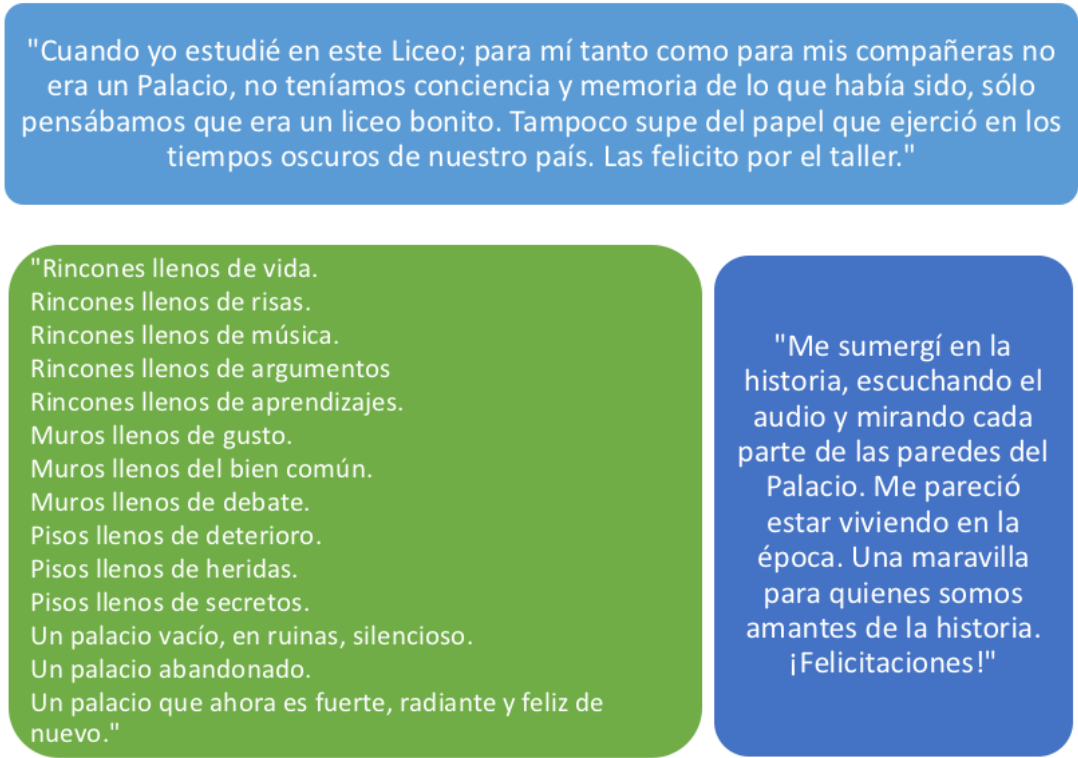 "Cuando yo estudié en este Liceo; para mí tanto como para mis compañeras no
era un Palacio, no teníamos conciencia y memoria de lo que había sido, sólo
pensábamos que era un liceo bonito. Tampoco supe del papel que ejerció en los
tiempos oscuros de nuestro país. Las felicito por el taller."
"Rincones llenos de vida.
Rincones llenos de risas.
Rincones llenos de música.
Rincones llenos de argumentos
Rincones llenos de aprendizajes.
Muros llenos de gusto.
Muros llenos del bien común.
Muros llenos de debate.
Pisos llenos de deterioro.
Pisos llenos de heridas.
Pisos llenos de secretos.
Un palacio vacío, en ruinas, silencioso.
Un palacio abandonado.
Un palacio que ahora es fuerte, radiante y feliz de
nuevo."
"Me sumergí en la
historia, escuchando el
audio y mirando cada
parte de las paredes del
Palacio. Me pareció
estar viviendo en la
época. Una maravilla
para quienes somos
amantes de la historia.
¡Felicitaciones!"